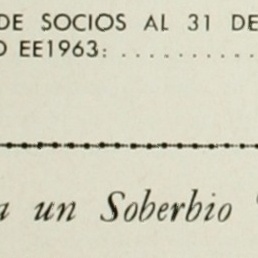 DE SOCIOS AL 31 DE
O EE1963: . . . . . . . . . .
a un Soberbio